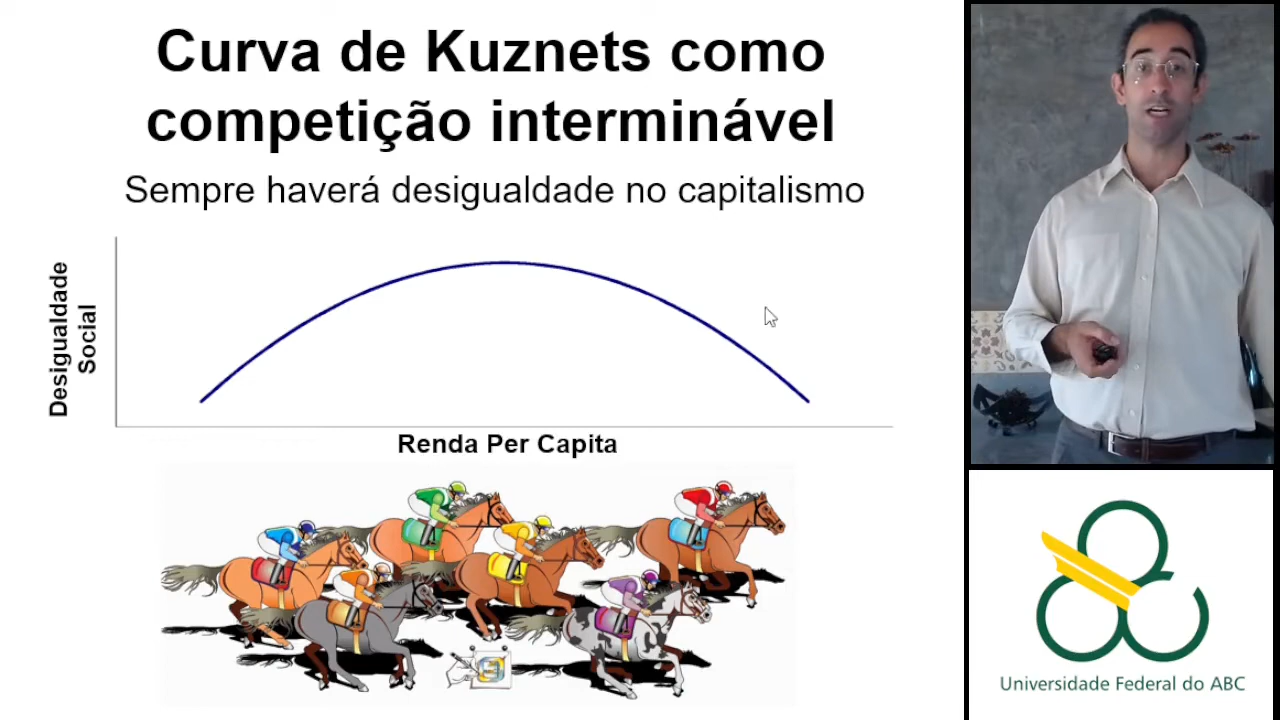 Curva de Kuznets como
competição interminável
Sempre haverá desigualdade no capitalismo
Desigualdade
Social
Renda Per Capita
Universidade Federal do ABC